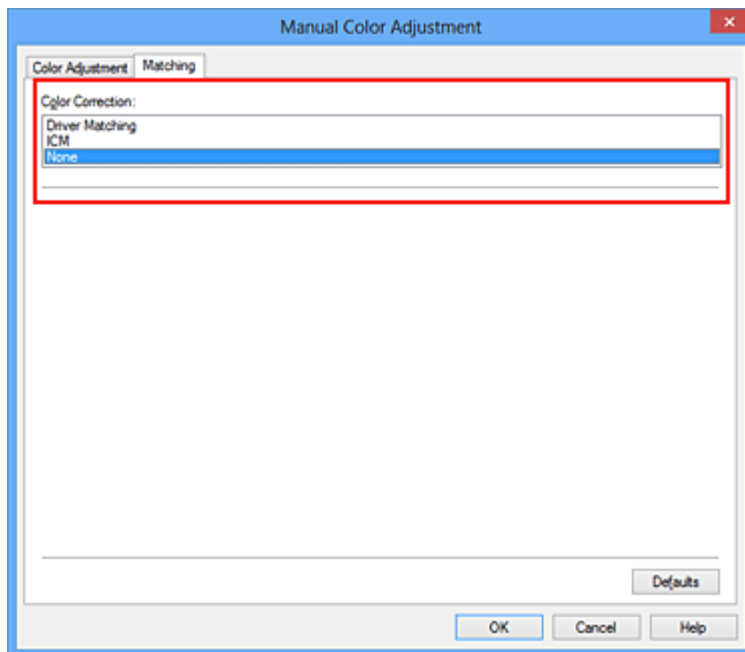 Manual Color Adjustment
Color Adjustment Matching
Color Correction:
Driver Matching
ICM
None
Defaults
OK Cancel Help